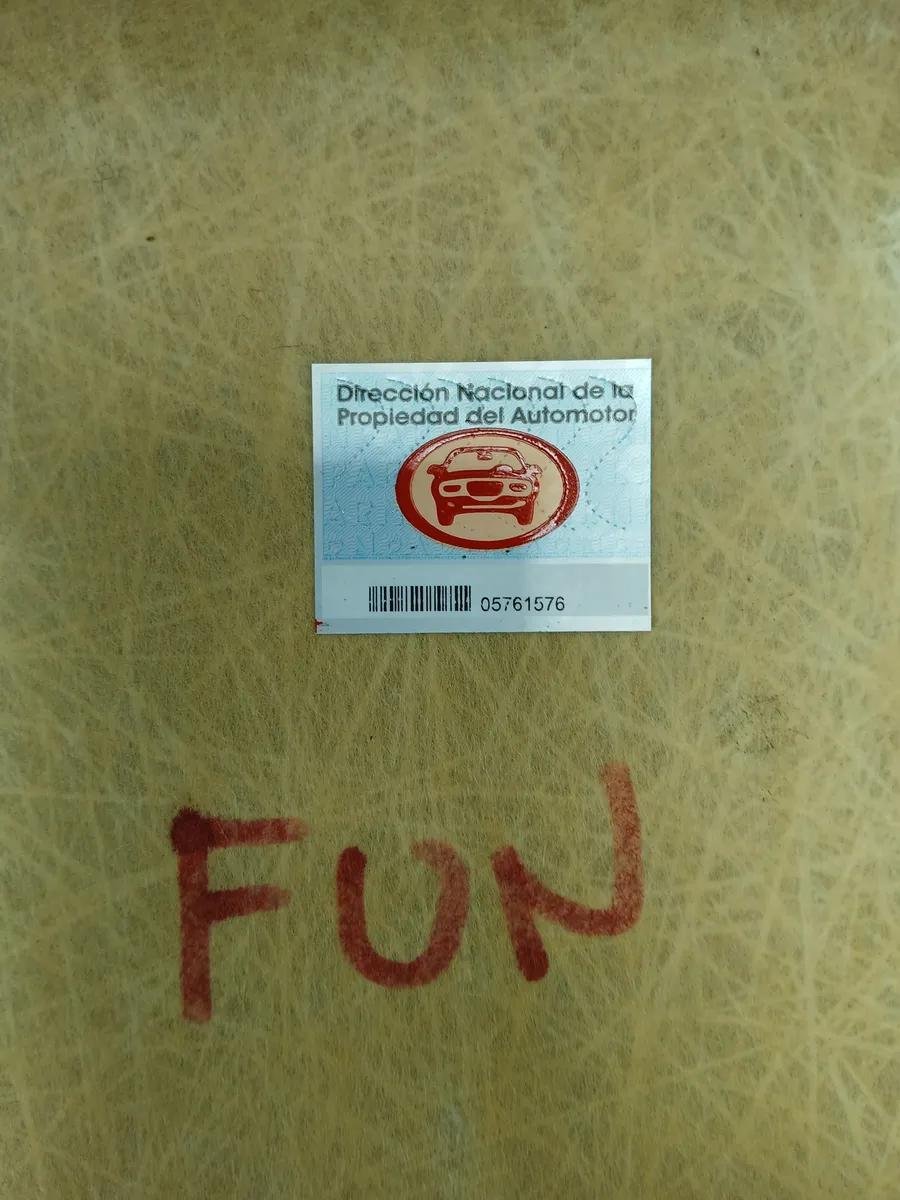 Dirección Nacional de la
Propiedad del Automotor
05761576
FUN